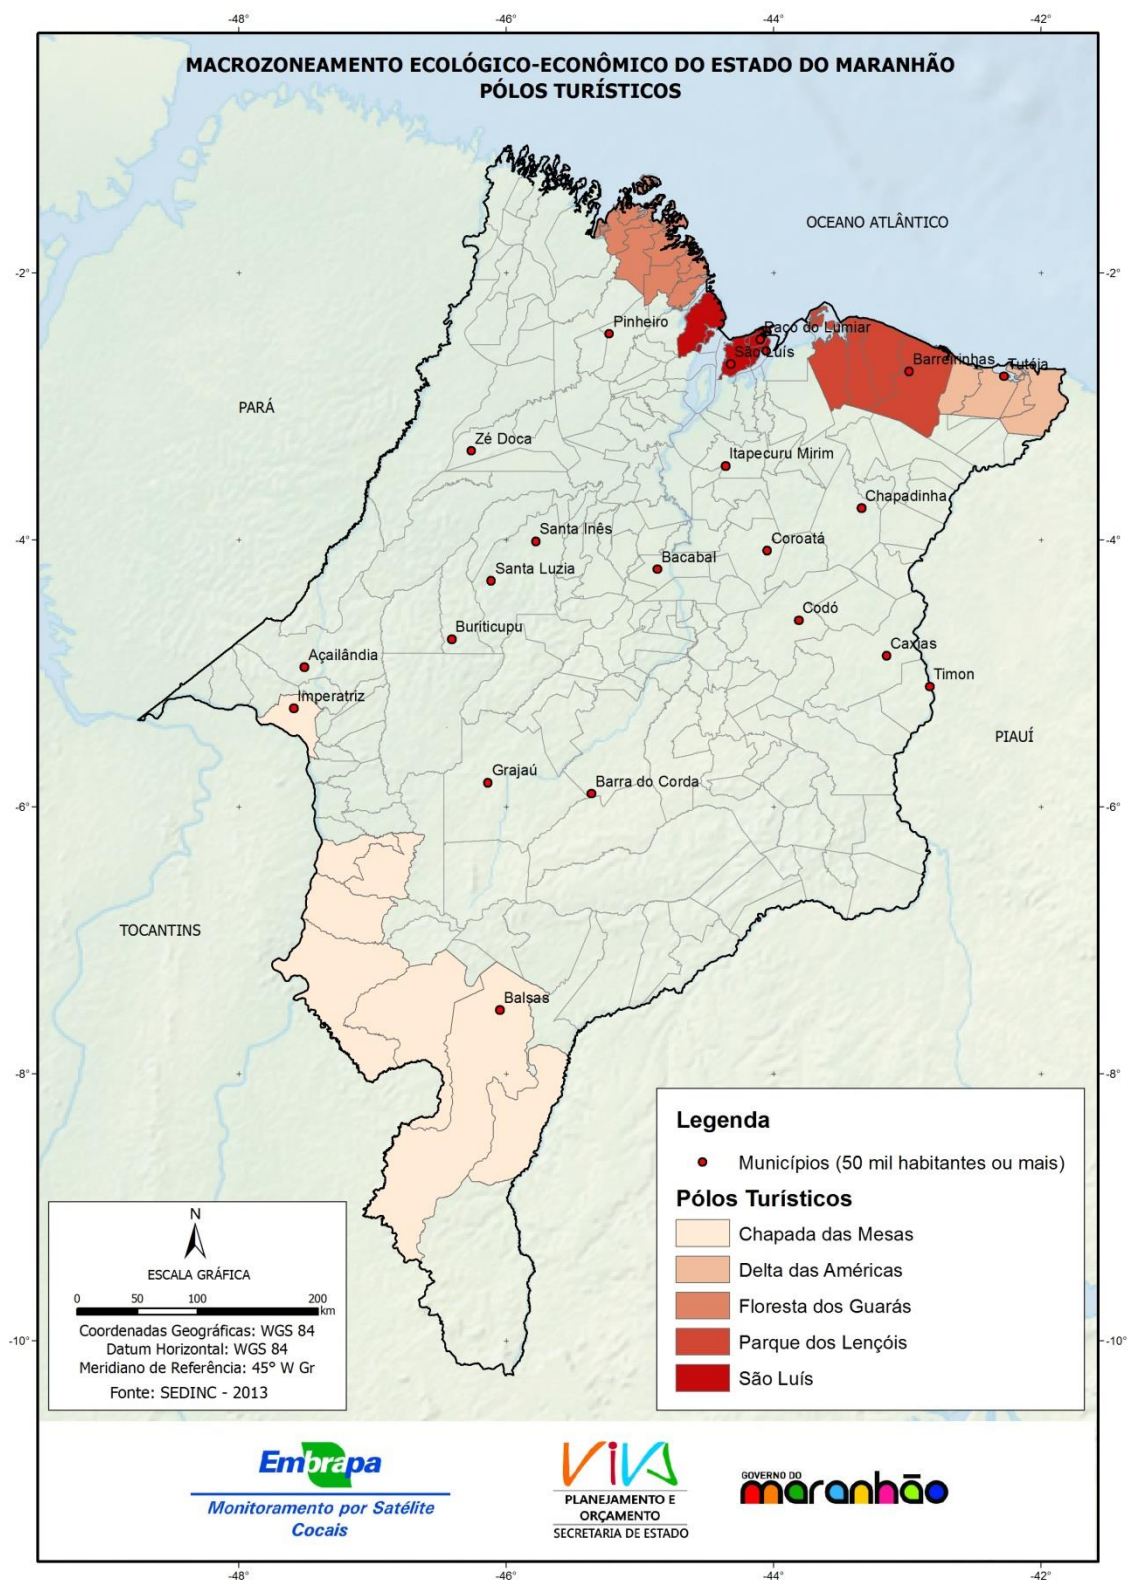 -48°
-46°
-44°
-42°
MACROZONEAMENTO ECOLÓGICO-ECONÔMICO DO ESTADO DO MARANHÃO
PÓLOS TURÍSTICOS
OCEANO ATLÂNTICO
-2°
-2°
Pinheiro
Paço do Lumiar
São Luís
Barreirinhas
Tutóia
PARÁ
Zé Doca
Itapecuru Mirim
Chapadinha
Santa Inês
Coroatá
-4°
-4°
Bacabal
Santa Luzia
Codó
Buriticupu
Caxias
Açailândia
Timon
Imperatriz
PIAUÍ
Grajaú
Barra do Corda
-6°
-6°
TOCANTINS
Balsas
-8°
-8°
Legenda
Municípios (50 mil habitantes ou mais)
Pólos Turísticos
Chapada das Mesas
Delta das Américas
Floresta dos Guarás
Parque dos Lençóis
São Luís
N
ESCALA GRÁFICA
0 50 100 200
km
Coordenadas Geográficas: WGS 84
Datum Horizontal: WGS 84
Meridiano de Referência: 45° W Gr
Fonte: SEDINC - 2013
-10°
-10°
Embrapa
Monitoramento por Satélite
Cocais
VIVA
PLANEJAMENTO E
ORÇAMENTO
SECRETARIA DE ESTADO
GOVERNO DO
maranhão
-48°
-46°
-44°
-42°